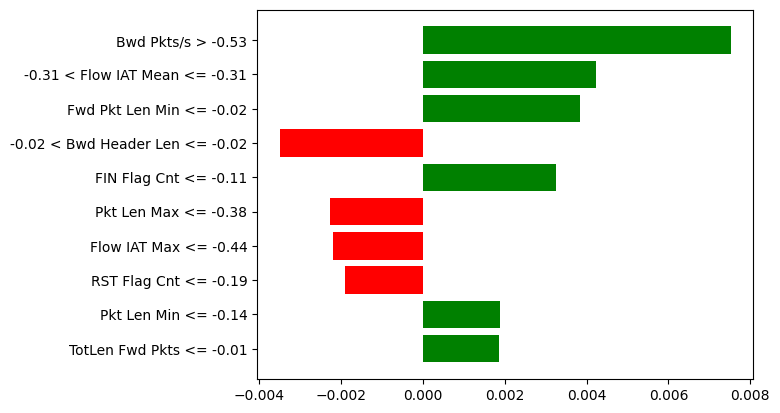 Bwd Pkts/s > -0.53
-0.31 < Flow IAT Mean <= -0.31
Fwd Pkt Len Min <= -0.02
-0.02 < Bwd Header Len <= -0.02
FIN Flag Cnt <= -0.11
Pkt Len Max <= -0.38
Flow IAT Max <= -0.44
RST Flag Cnt <= -0.19
Pkt Len Min <= -0.14
TotLen Fwd Pkts <= -0.01
−0.004 −0.002 0.000 0.002 0.004 0.006 0.008